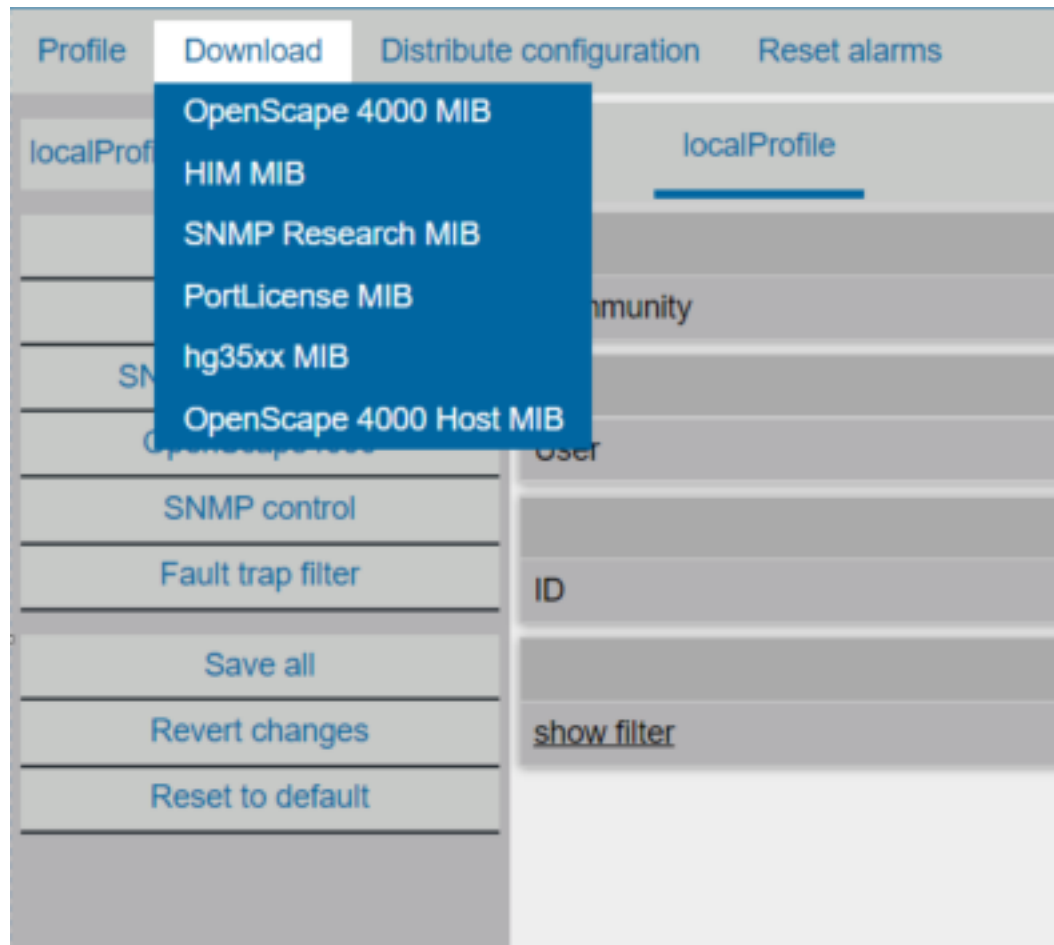 Profile Download Distribute configuration Reset alarms
OpenScape 4000 MIB
HIM MIB
SNMP Research MIB
PortLicense MIB
hg35xx MIB
OpenScape 4000 Host MIB
localProfile
User
SNMP control
Fault trap filter
ID
Save all
Revert changes
show filter
Reset to default